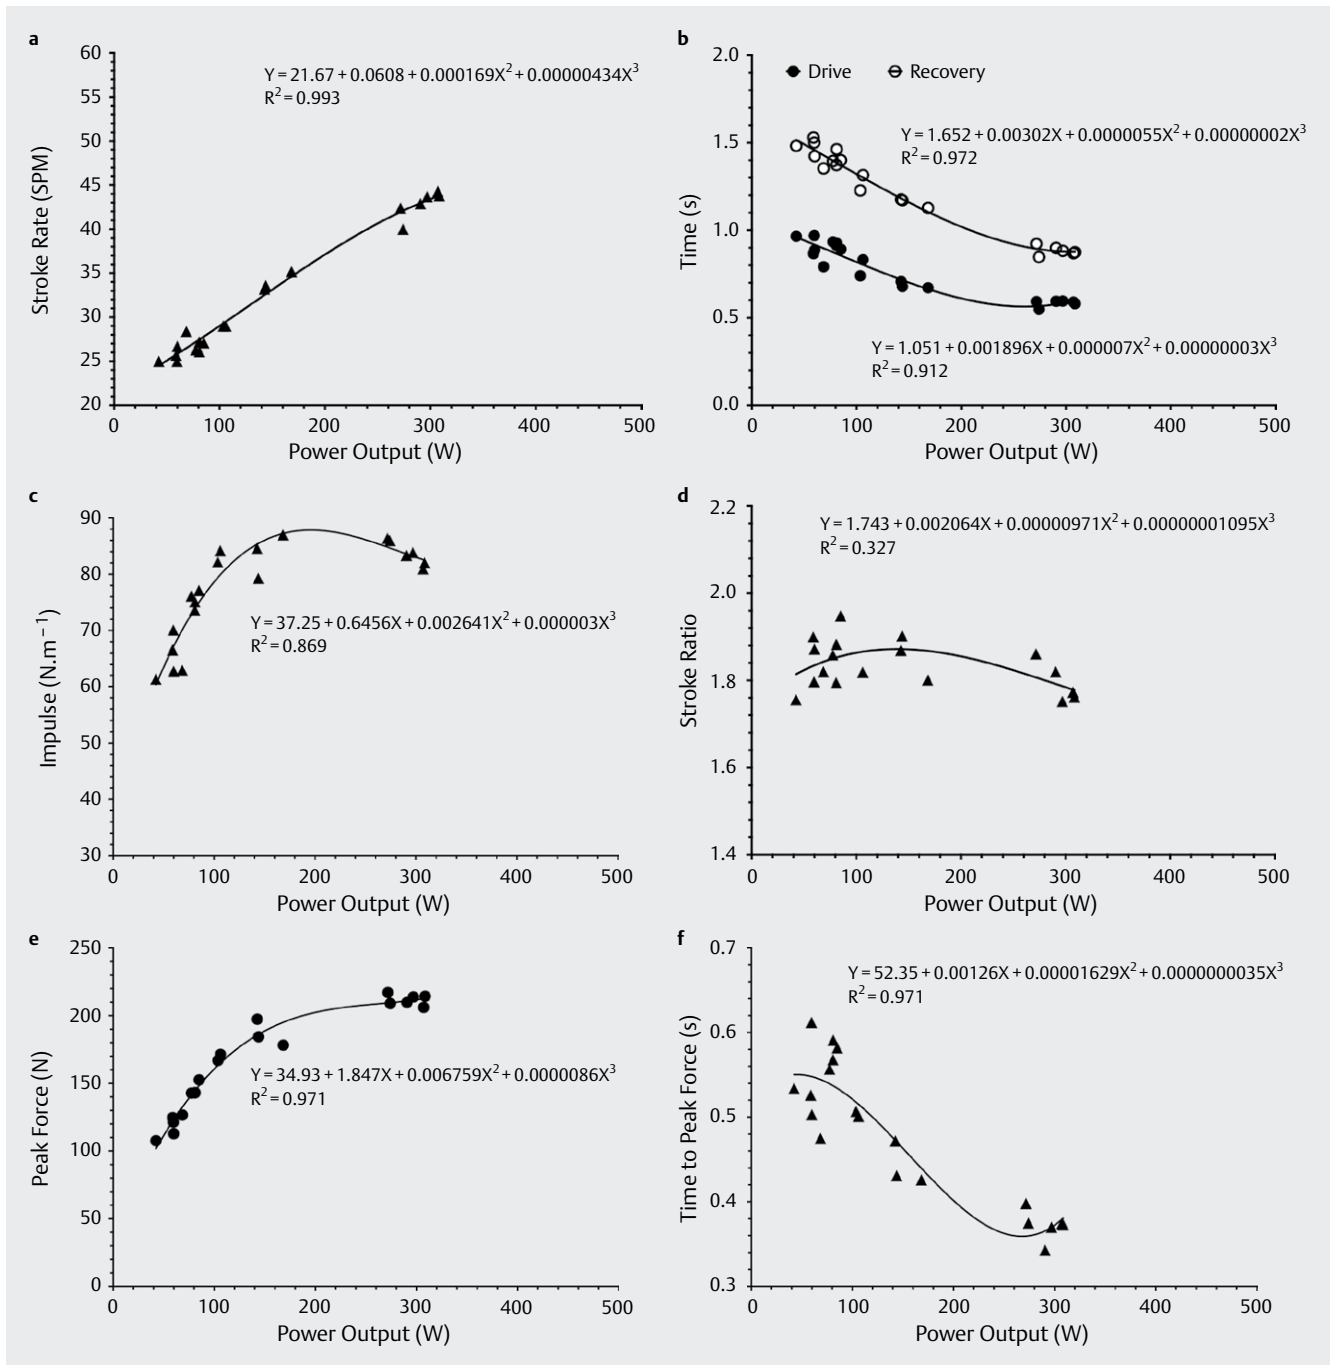 a
60
55
50
45
40
35
30
25
20
0 100 200 300 400 500
Stroke Rate (SPM)
Power Output (W)
Y = 21.67 + 0.0608 + 0.000169X² + 0.00000434X³
R² = 0.993
b
2.0
1.5
1.0
0.5
0.0
0 100 200 300 400 500
Time (s)
Power Output (W)
Drive Recovery
Y = 1.652 + 0.00302X + 0.0000055X² + 0.00000002X³
R² = 0.972
Y = 1.051 + 0.001896X + 0.000007X² + 0.00000003X³
R² = 0.912
c
90
80
70
60
50
40
30
0 100 200 300 400 500
Impulse (N.m⁻¹)
Power Output (W)
Y = 37.25 + 0.6456X + 0.002641X² + 0.000003X³
R² = 0.869
d
2.2
2.0
1.8
1.6
1.4
0 100 200 300 400 500
Stroke Ratio
Power Output (W)
Y = 1.743 + 0.002064X + 0.00000971X² + 0.00000001095X³
R² = 0.327
e
250
200
150
100
50
0
0 100 200 300 400 500
Peak Force (N)
Power Output (W)
Y = 34.93 + 1.847X + 0.006759X² + 0.0000086X³
R² = 0.971
f
0.7
0.6
0.5
0.4
0.3
0 100 200 300 400 500
Time to Peak Force (s)
Power Output (W)
Y = 52.35 + 0.00126X + 0.00001629X² + 0.0000000035X³
R² = 0.971